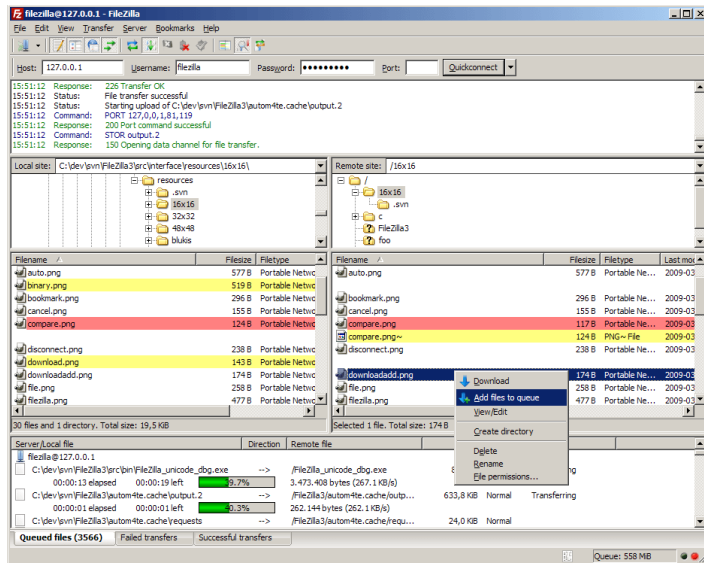 filezilla@127.0.0.1 - FileZilla
File Edit View Transfer Server Bookmarks Help
Host: 127.0.0.1 Username: filezilla Password: ●●●●●●●●● Port: Quickconnect
15:51:12 Response: 226 Transfer OK
15:51:12 Status: File transfer successful
15:51:12 Status: Starting upload of C:\dev\svn\FileZilla3\autom4te.cache\output.2
15:51:12 Command: PORT 127,0,0,1,81,119
15:51:12 Response: 200 Port command successful
15:51:12 Command: STOR output.2
15:51:12 Response: 150 Opening data channel for file transfer.
Local site: C:\dev\svn\FileZilla3\src\interface\resources\16x16\
resources
.svn
16x16
32x32
48x48
blukis
Remote site: /16x16
/
16x16
.svn
c
FileZilla3
foo
Filename Filesize Filetype
auto.png 577 B Portable Netwo
binary.png 519 B Portable Netwo
bookmark.png 296 B Portable Netwo
cancel.png 155 B Portable Netwo
compare.png 124 B Portable Netwo
disconnect.png 238 B Portable Netwo
download.png 143 B Portable Netwo
downloadadd.png 174 B Portable Netwo
file.png 258 B Portable Netwo
filezilla.png 477 B Portable Netwo
30 files and 1 directory. Total size: 19,5 KiB
Filename Filesize Filetype Last mo
auto.png 577 B Portable Ne... 2009-03
bookmark.png 296 B Portable Ne... 2009-03
cancel.png 155 B Portable Ne... 2009-03
compare.png 117 B Portable Ne... 2009-03
compare.png~ 124 B PNG~ File 2009-03
disconnect.png 238 B Portable Ne... 2009-03
downloadadd.png 174 B Portable Ne... 2009-03
file.png 258 B Portable Ne... 2009-03
filezilla.png 477 B Portable Ne... 2009-03
Selected 1 file. Total size: 174 B
Download
Add files to queue
View/Edit
Create directory
Delete
Rename
File permissions...
Server/Local file Direction Remote file
filezilla@127.0.0.1
C:\dev\svn\FileZilla3\src\bin\FileZilla_unicode_dbg.exe --> /FileZilla_unicode_dbg.exe
00:00:13 elapsed 00:00:19 left 39.7% 3.473.408 bytes (267.1 KB/s)
C:\dev\svn\FileZilla3\autom4te.cache\output.2 --> /FileZilla3/autom4te.cache/outp... 633,8 KiB Normal Transferring
00:00:01 elapsed 00:00:01 left 40.3% 262.144 bytes (262.1 KB/s)
C:\dev\svn\FileZilla3\autom4te.cache\requests --> /FileZilla3/autom4te.cache/requ... 24,0 KiB Normal
Queued files (3566) Failed transfers Successful transfers
Queue: 558 MiB